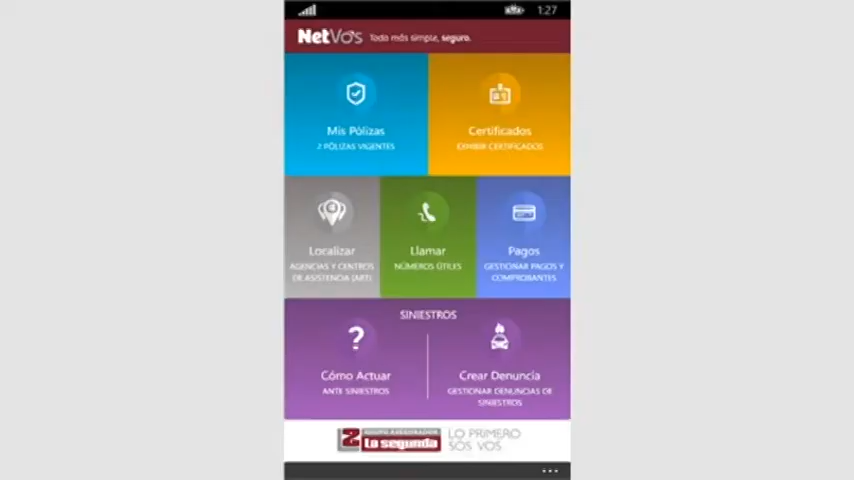 1:27
NetVos Todo más simple, seguro.
Mis Pólizas
2 PÓLIZAS VIGENTES
Certificados
EXHIBIR CERTIFICADOS
Localizar
AGENCIAS Y CENTROS
DE ASISTENCIA (ART)
Llamar
NÚMEROS ÚTILES
Pagos
GESTIONAR PAGOS Y
COMPROBANTES
SINIESTROS
Cómo Actuar
ANTE SINIESTROS
Crear Denuncia
GESTIONAR DENUNCIAS DE
SINIESTROS
GRUPO ASEGURADOR
La segunda
LO PRIMERO
SOS VOS